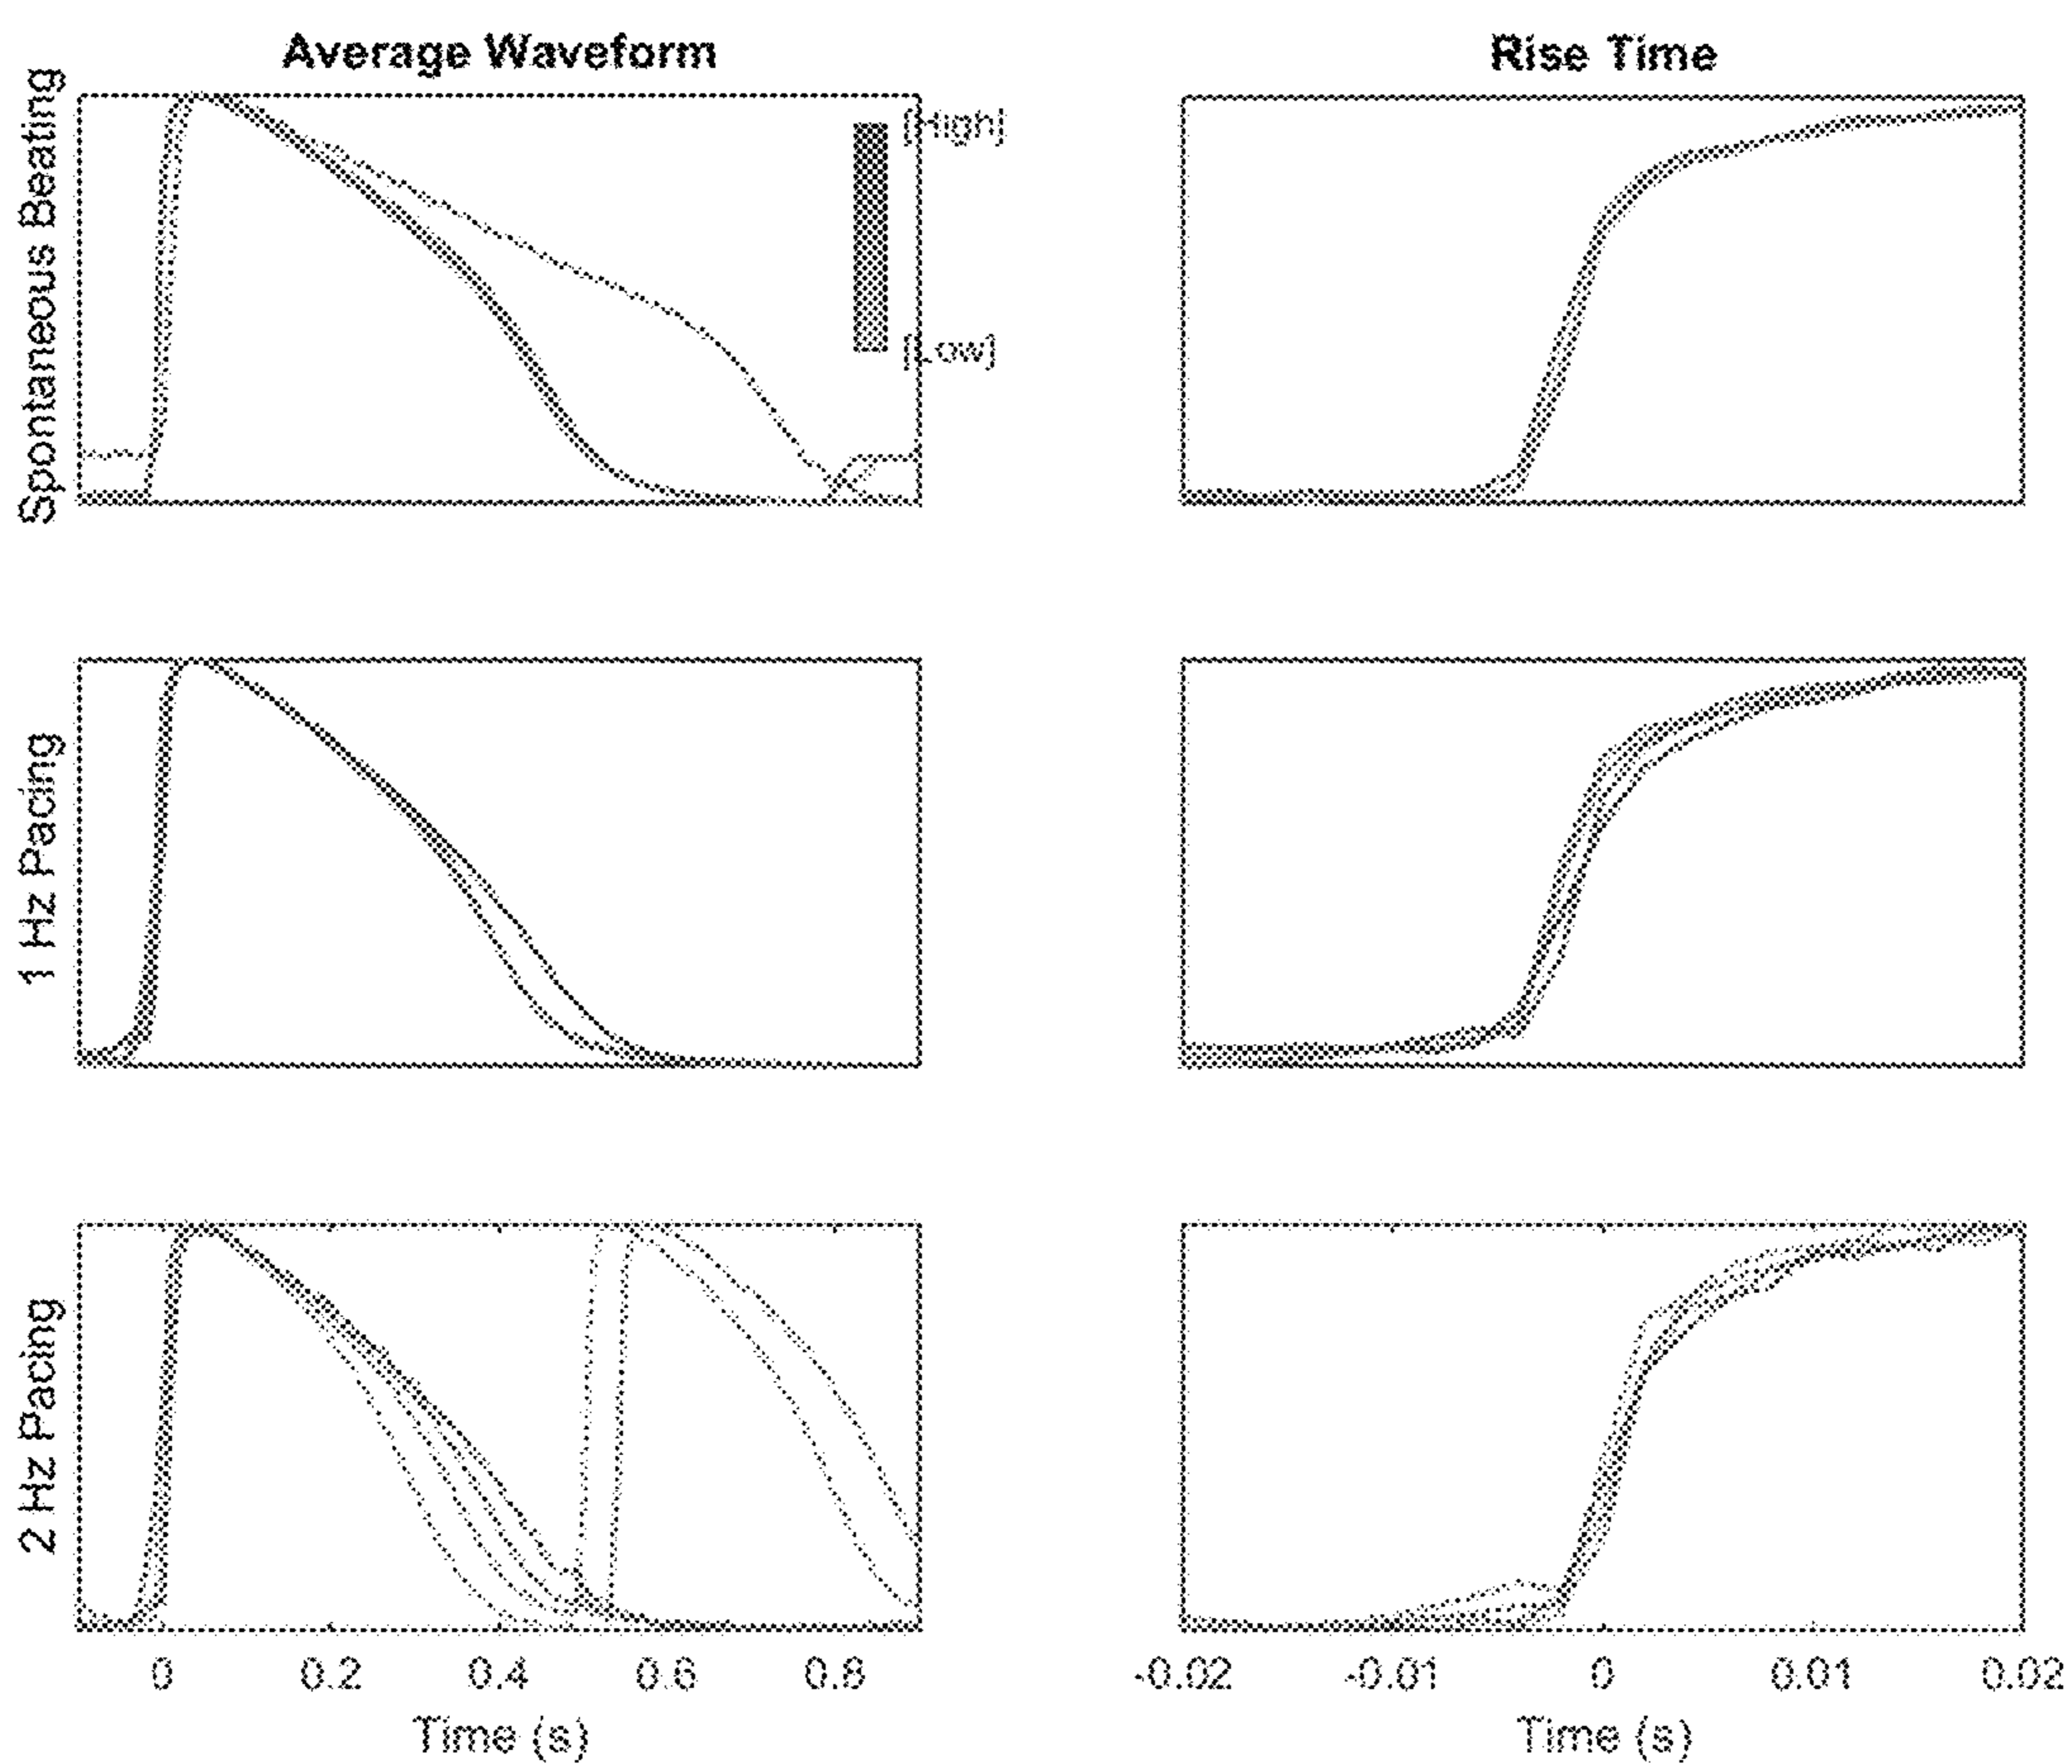 Average Waveform
Rise Time
Spontaneous Beating
[High]
[Low]
1 Hz Pacing
2 Hz Pacing
0 0.2 0.4 0.6 0.8
-0.02 -0.01 0 0.01 0.02
Time (s)
Time (s)